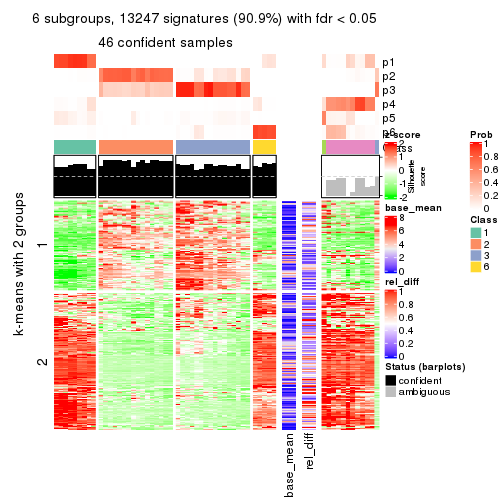 6 subgroups, 13247 signatures (90.9%) with fdr < 0.05
46 confident samples
p1
p2
p3
p4
p5
p6
Class
z-score
2
1
0
-1
-2
Silhouette
score
Prob
1
0.8
0.6
0.4
0.2
0
Class
1
2
3
6
k-means with 2 groups
1
2
base_mean
8
6
4
2
0
rel_diff
1
0.8
0.6
0.4
0.2
0
Status (barplots)
confident
ambiguous
base_mean
rel_diff